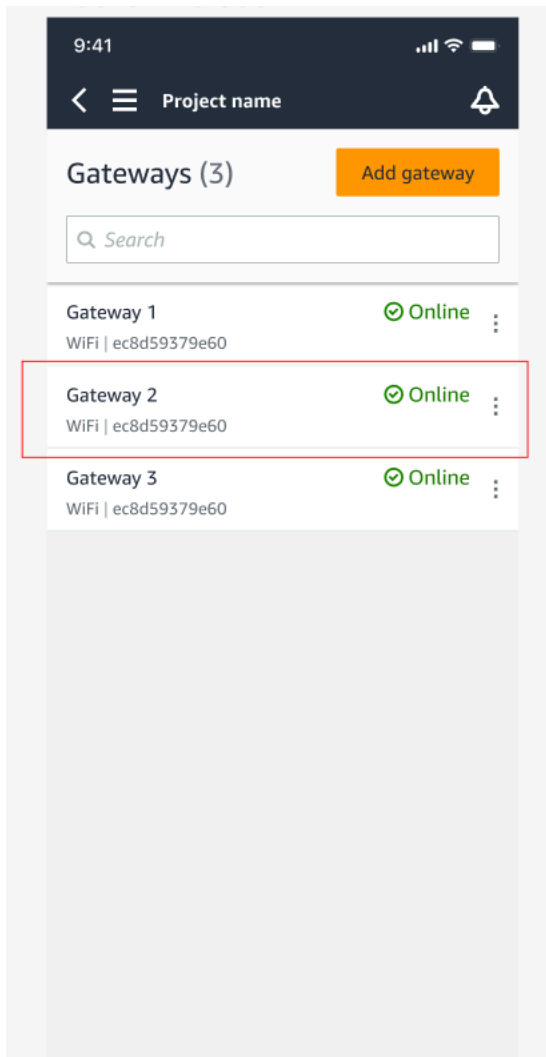 9:41
Project name
Gateways (3)
Add gateway
Search
Gateway 1
Online
WiFi | ec8d59379e60
Gateway 2
Online
WiFi | ec8d59379e60
Gateway 3
Online
WiFi | ec8d59379e60